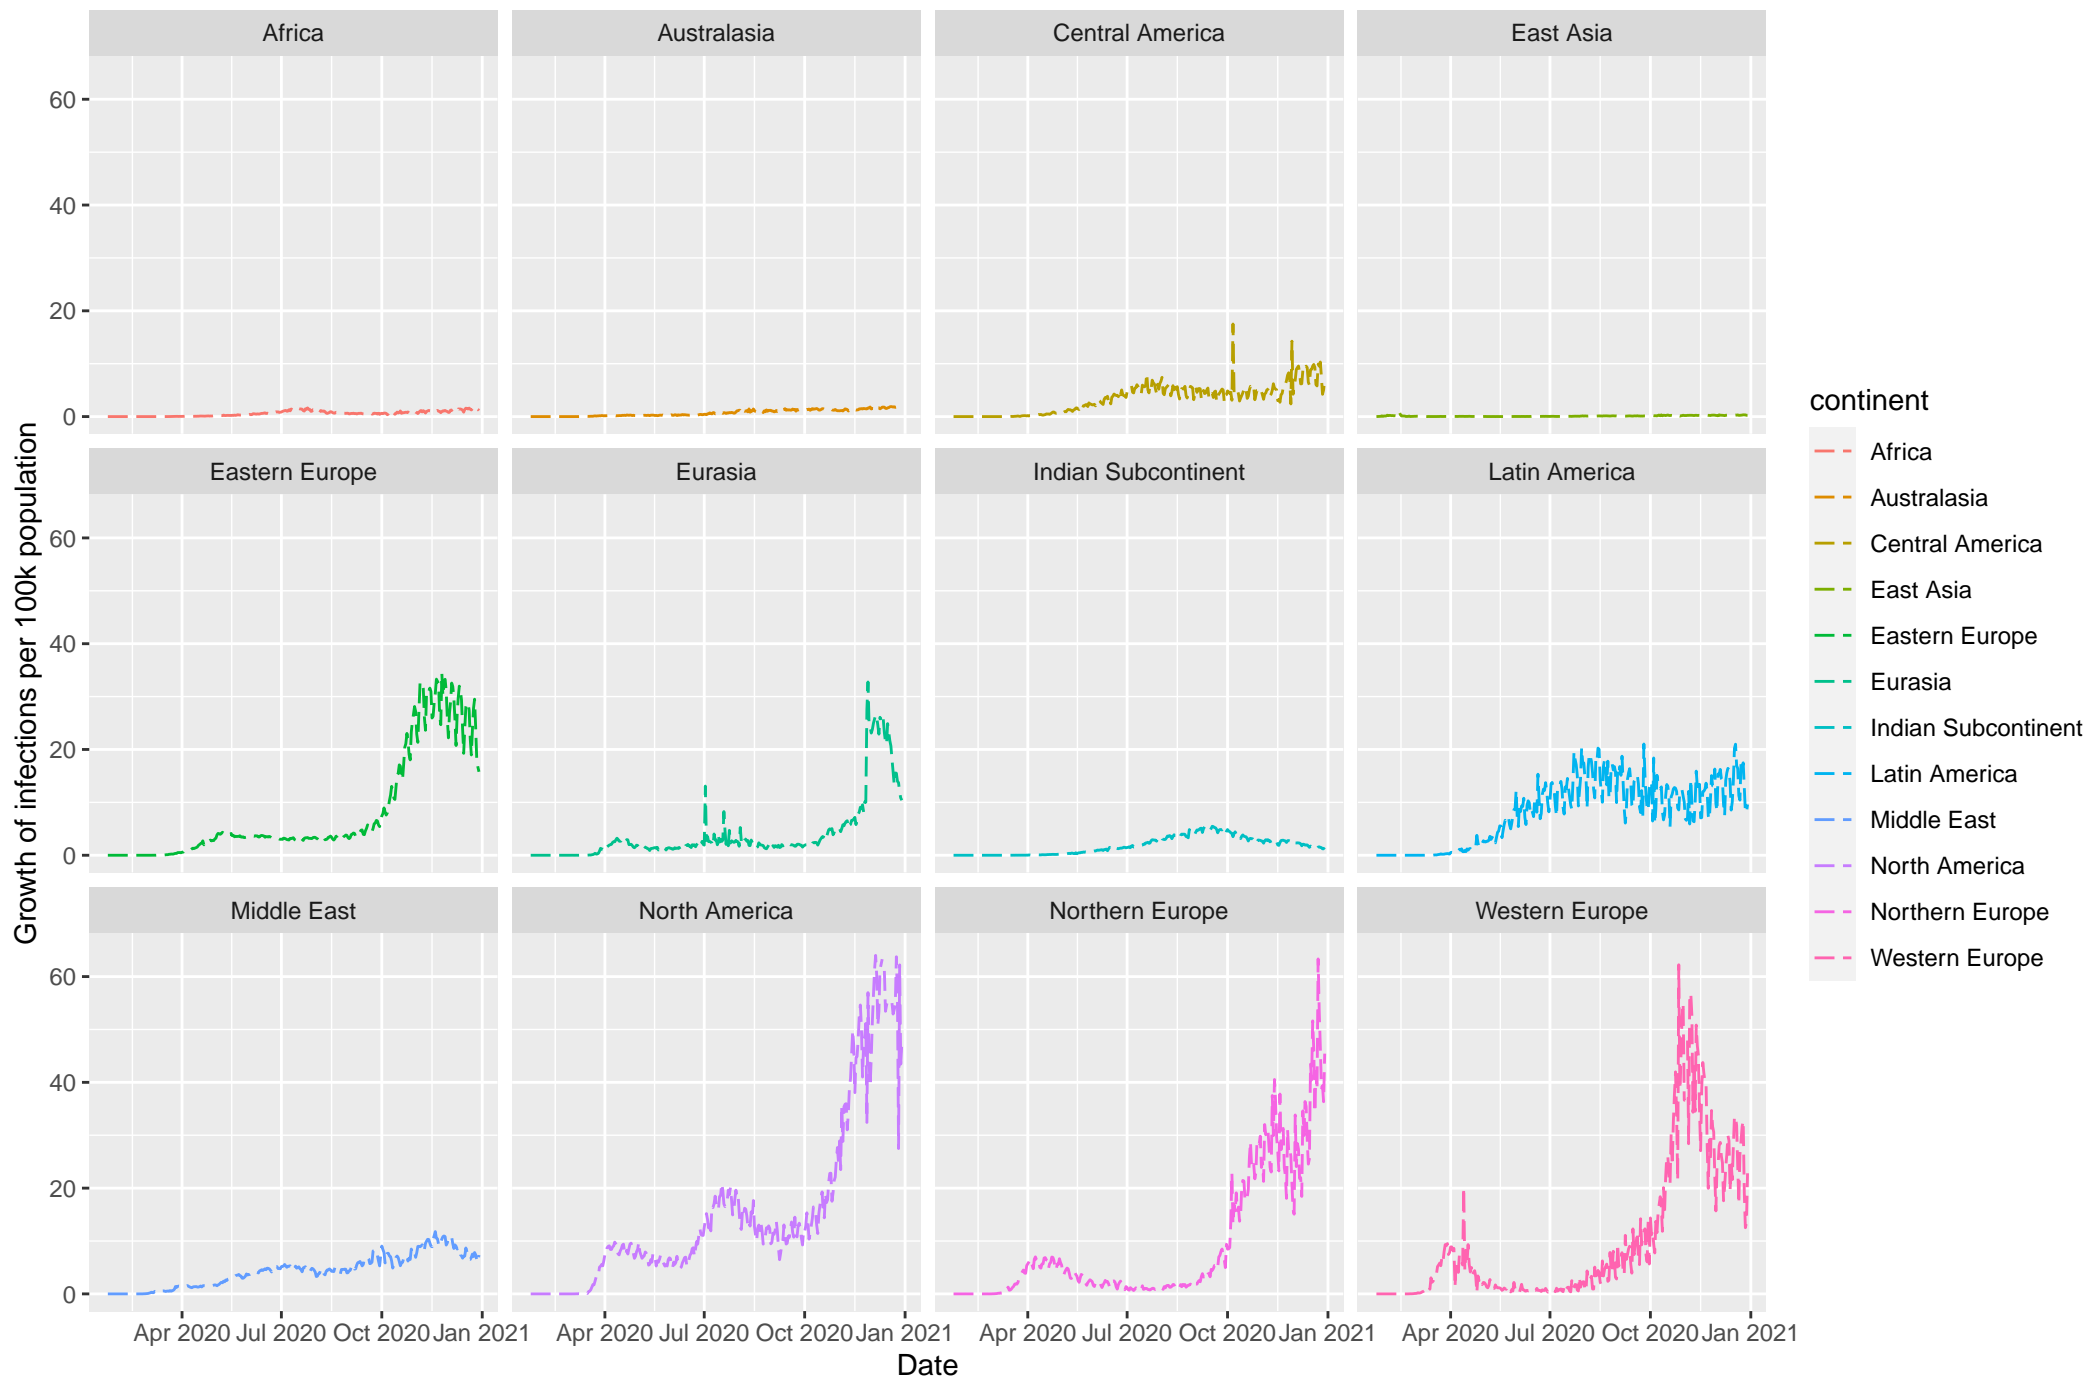 Africa
Australasia
Central America
East Asia
60
40
20
0
Eastern Europe
Eurasia
Indian Subcontinent
Latin America
60
40
20
0
Middle East
North America
Northern Europe
Western Europe
60
40
20
0
Apr 2020 Jul 2020 Oct 2020 Jan 2021
Apr 2020 Jul 2020 Oct 2020 Jan 2021
Apr 2020 Jul 2020 Oct 2020 Jan 2021
Apr 2020 Jul 2020 Oct 2020 Jan 2021
Date
Growth of infections per 100k population
continent
Africa
Australasia
Central America
East Asia
Eastern Europe
Eurasia
Indian Subcontinent
Latin America
Middle East
North America
Northern Europe
Western Europe